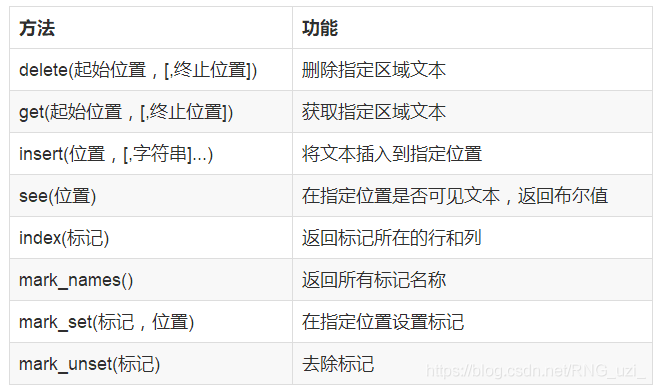 方法 功能
delete(起始位置，[,终止位置]) 删除指定区域文本
get(起始位置，[,终止位置]) 获取指定区域文本
insert(位置，[,字符串]...) 将文本插入到指定位置
see(位置) 在指定位置是否可见文本，返回布尔值
index(标记) 返回标记所在的行和列
mark_names() 返回所有标记名称
mark_set(标记，位置) 在指定位置设置标记
mark_unset(标记) 去除标记
https://blog.csdn.net/RNG_uzi_